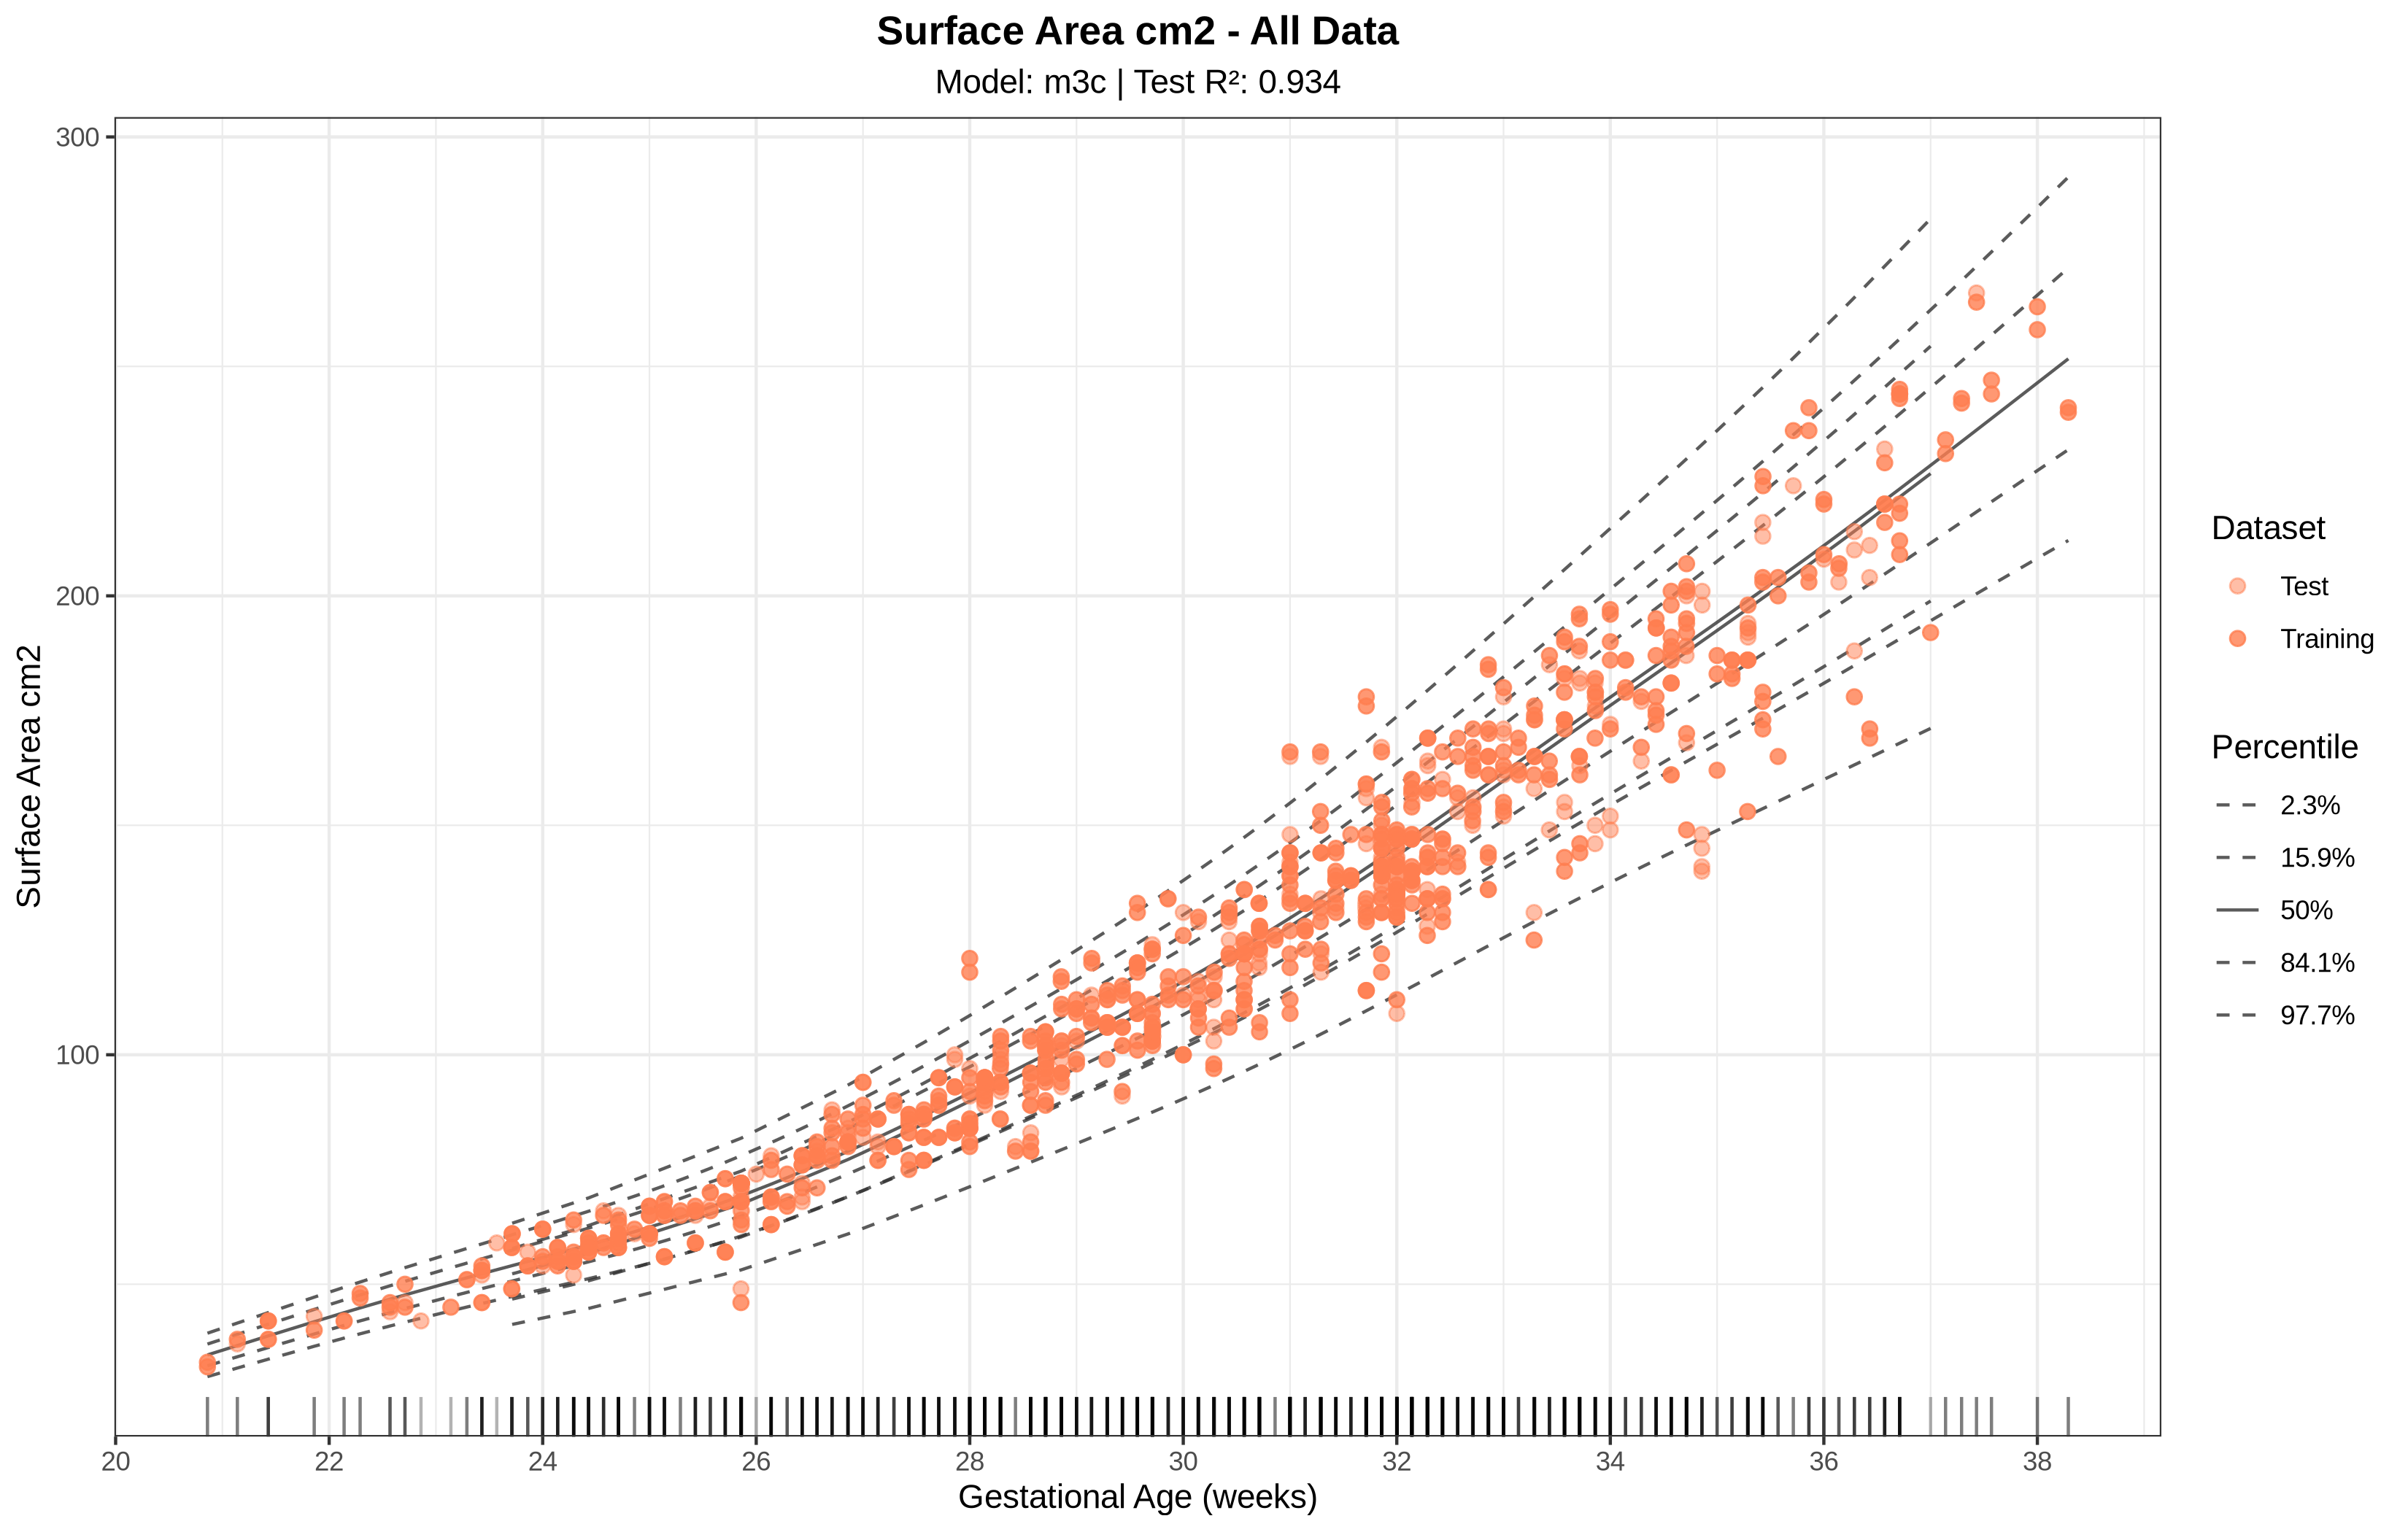 Surface Area cm2 - All Data
Model: m3c | Test R²: 0.934
Surface Area cm2
300
200
100
20 22 24 26 28 30 32 34 36 38
Gestational Age (weeks)
Dataset
Test
Training
Percentile
2.3%
15.9%
50%
84.1%
97.7%